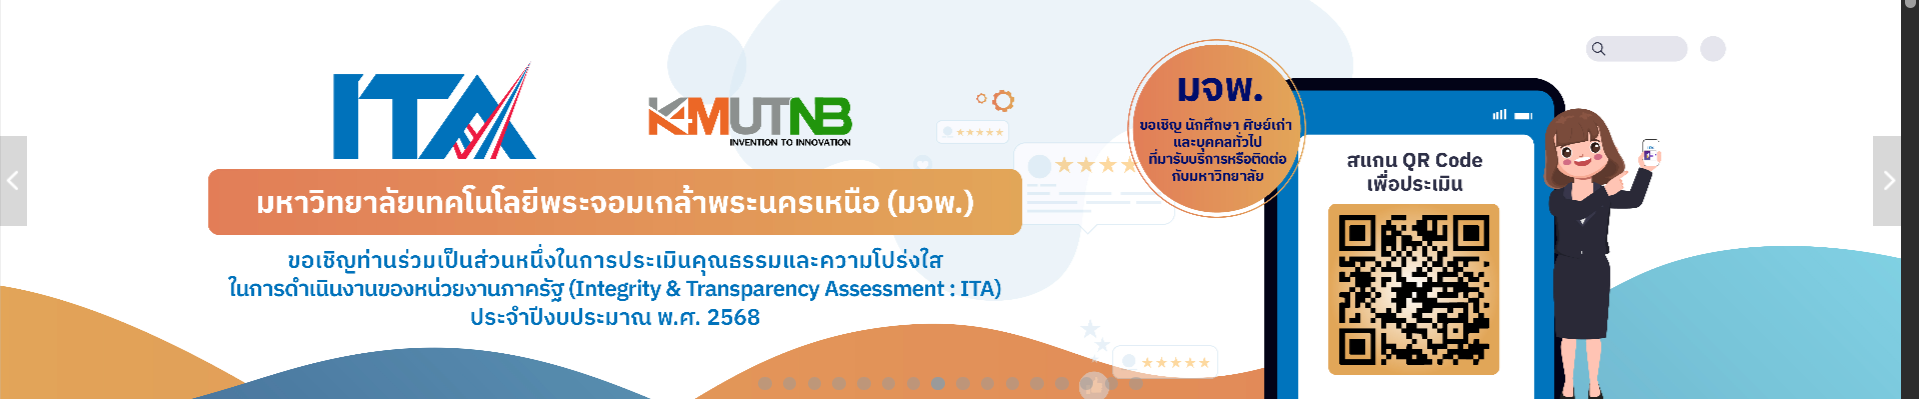 ITA
KMUTNB
INVENTION TO INNOVATION
มหาวิทยาลัยเทคโนโลยีพระจอมเกล้าพระนครเหนือ (มจพ.)
ขอเชิญท่านร่วมเป็นส่วนหนึ่งในการประเมินคุณธรรมและความโปร่งใส
ในการดำเนินงานของหน่วยงานภาครัฐ (Integrity & Transparency Assessment : ITA)
ประจำปีงบประมาณ พ.ศ. 2568
มจพ.
ขอเชิญ นักศึกษา ศิษย์เก่า
และบุคคลทั่วไป
ที่มารับบริการหรือติดต่อ
กับมหาวิทยาลัย
สแกน QR Code
เพื่อประเมิน